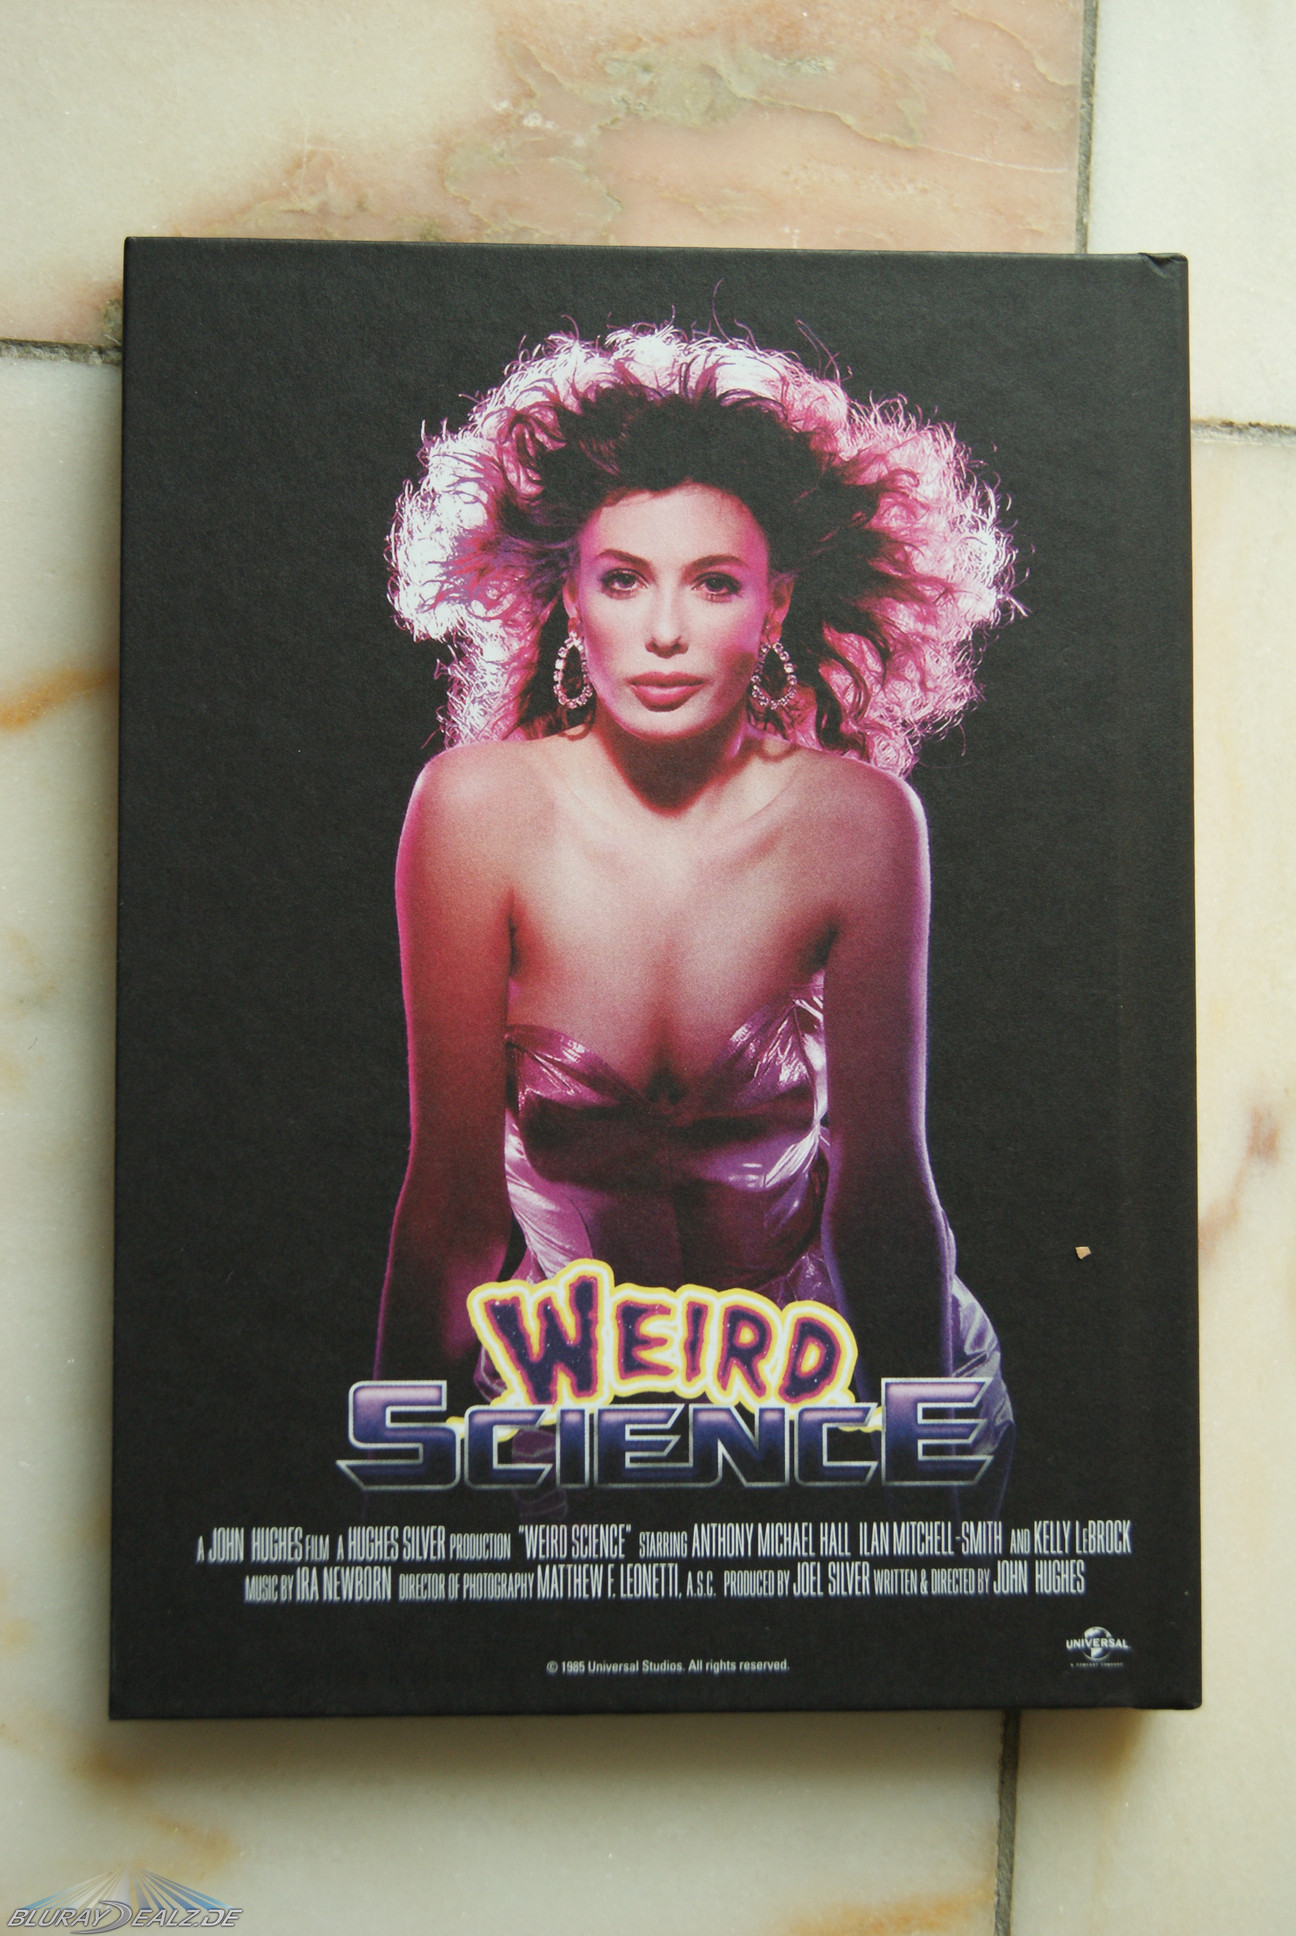 WEIRD
SCIENCE
A JOHN HUGHES FILM A HUGHES SILVER PRODUCTION "WEIRD SCIENCE" STARRING ANTHONY MICHAEL HALL ILAN MITCHELL-SMITH AND KELLY LEBROCK
MUSIC BY IRA NEWBORN DIRECTOR OF PHOTOGRAPHY MATTHEW F. LEONETTI, A.S.C. PRODUCED BY JOEL SILVER WRITTEN & DIRECTED BY JOHN HUGHES
UNIVERSAL
A COMCAST COMPANY
© 1985 Universal Studios. All rights reserved.
BLURAYDEALZ.DE